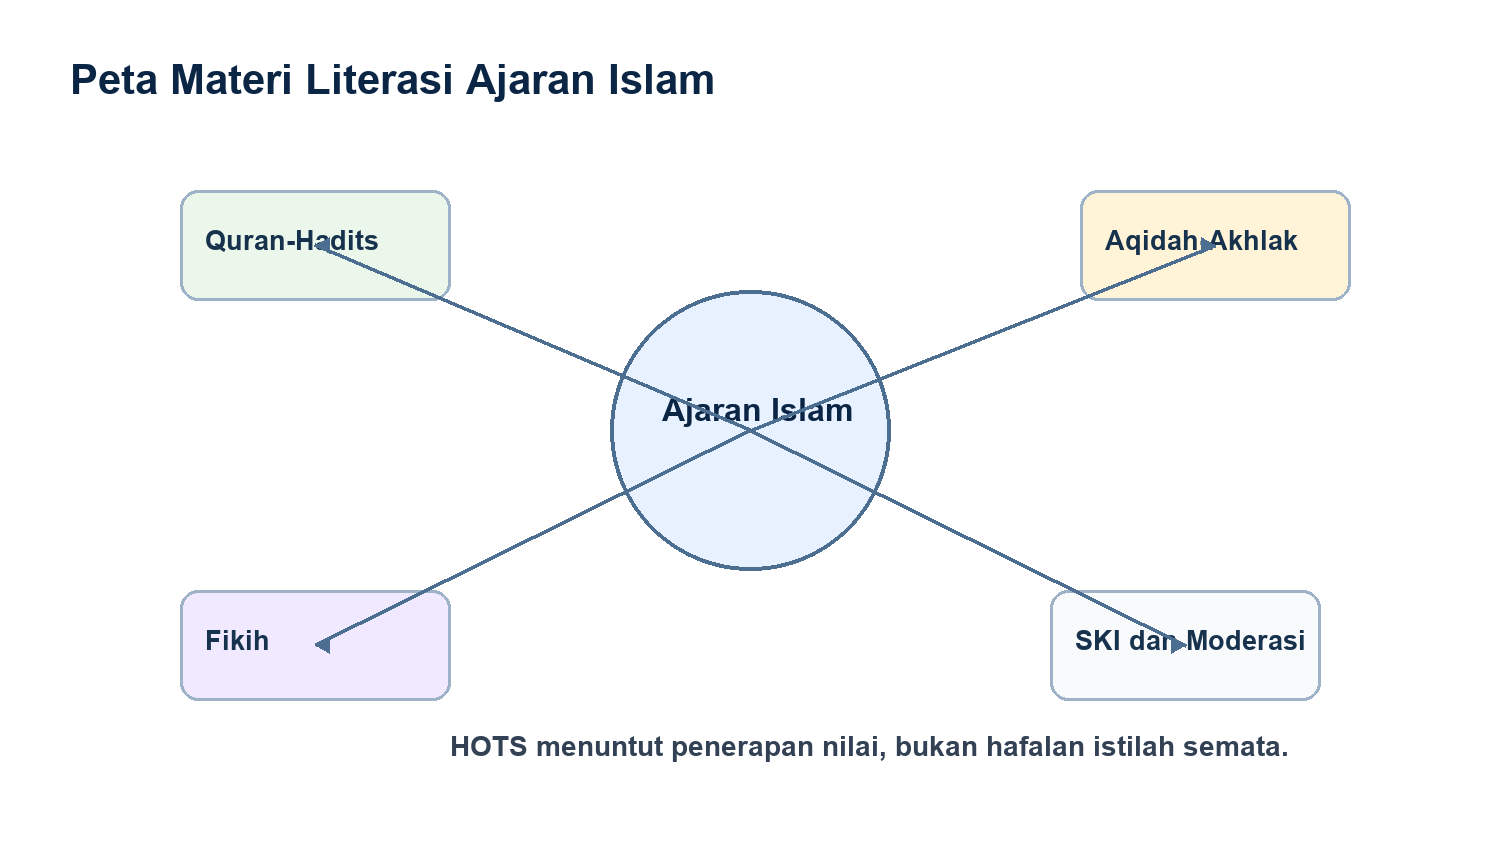 Peta Materi Literasi Ajaran Islam
Quran-Hadits
Aqidah-Akhlak
Ajaran Islam
Fikih
SKI dan Moderasi
HOTS menuntut penerapan nilai, bukan hafalan istilah semata.